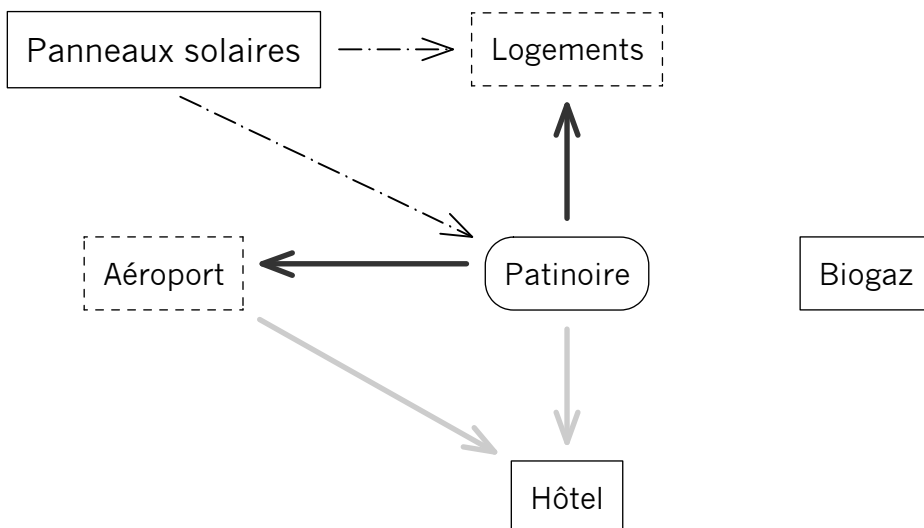 Panneaux solaires
Logements
Aéroport
Patinoire
Biogaz
Hôtel